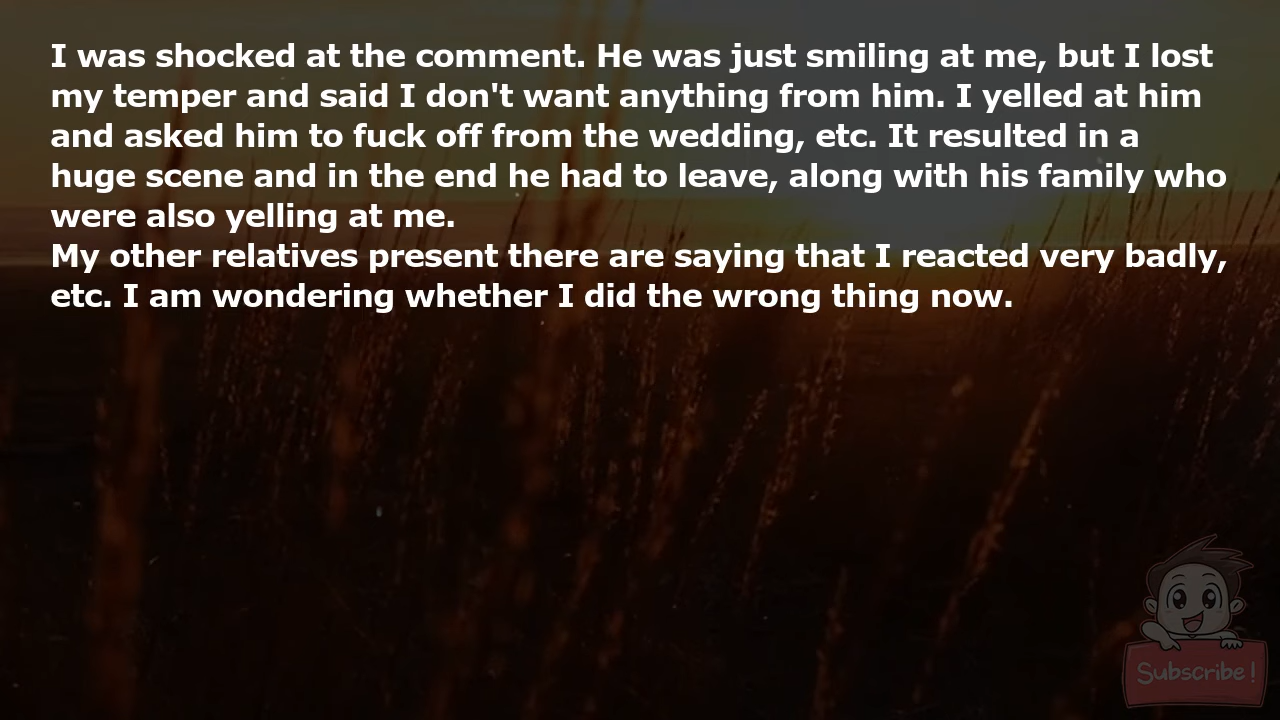 I was shocked at the comment. He was just smiling at me, but I lost
my temper and said I don't want anything from him. I yelled at him
and asked him to fuck off from the wedding, etc. It resulted in a
huge scene and in the end he had to leave, along with his family who
were also yelling at me.
My other relatives present there are saying that I reacted very badly,
etc. I am wondering whether I did the wrong thing now.
Subscribe!